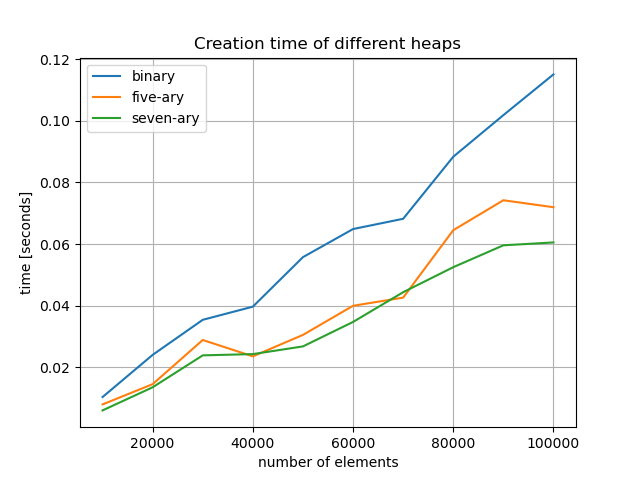 Creation time of different heaps
binary
five-ary
seven-ary
time [seconds]
0.12
0.10
0.08
0.06
0.04
0.02
20000 40000 60000 80000 100000
number of elements